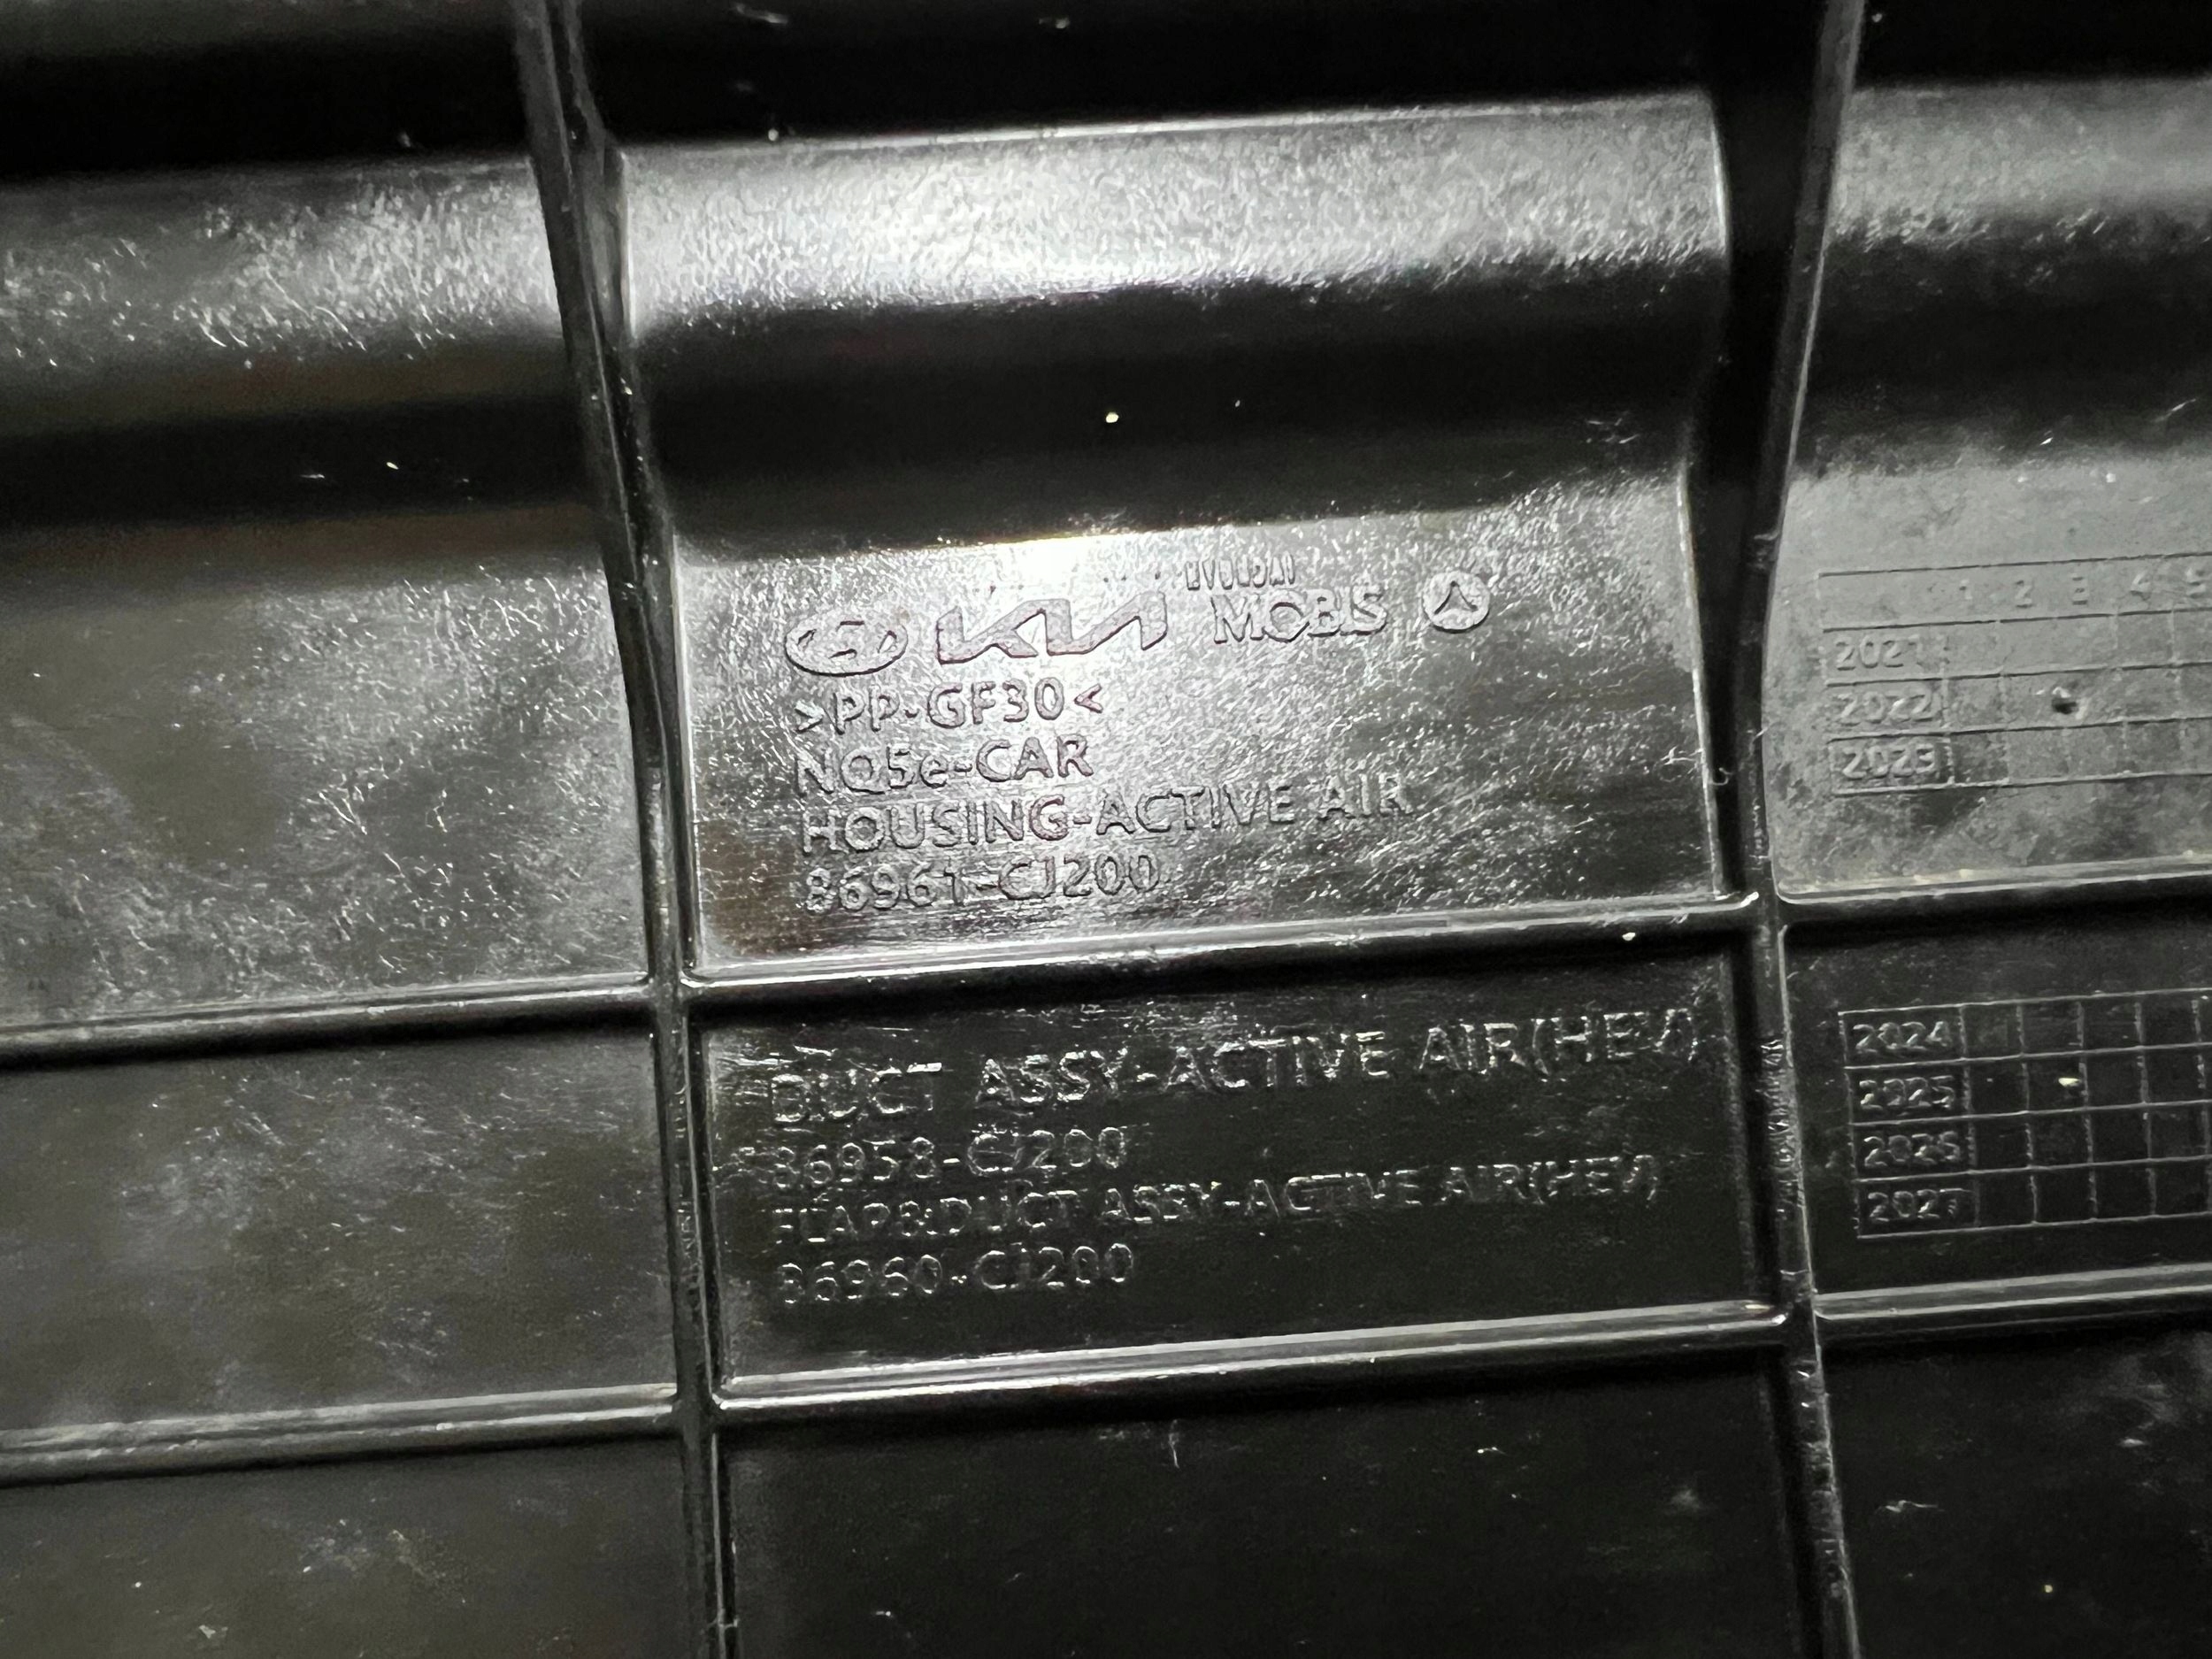 KIA HYUNDAI MOBIS
>PP-GF30<
NQ5e-CAR
HOUSING-ACTIVE AIR
86961-CJ200
DUCT ASSY-ACTIVE AIR(HEV)
86958-CJ200
FLAP&DUCT ASSY-ACTIVE AIR(HEV)
86960-CJ200
1 2 3 4 5
2021
2022
2023
2024
2025
2026
2027